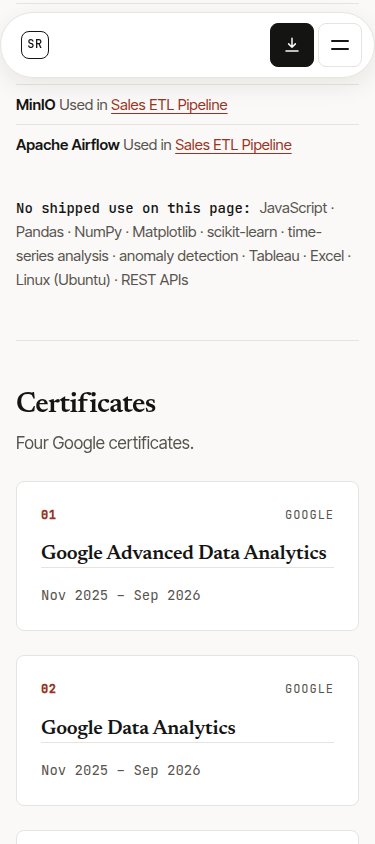 SR
MinIO Used in Sales ETL Pipeline
Apache Airflow Used in Sales ETL Pipeline
No shipped use on this page: JavaScript ·
Pandas · NumPy · Matplotlib · scikit-learn · time-
series analysis · anomaly detection · Tableau · Excel ·
Linux (Ubuntu) · REST APIs
Certificates
Four Google certificates.
01 GOOGLE
Google Advanced Data Analytics
Nov 2025 – Sep 2026
02 GOOGLE
Google Data Analytics
Nov 2025 – Sep 2026